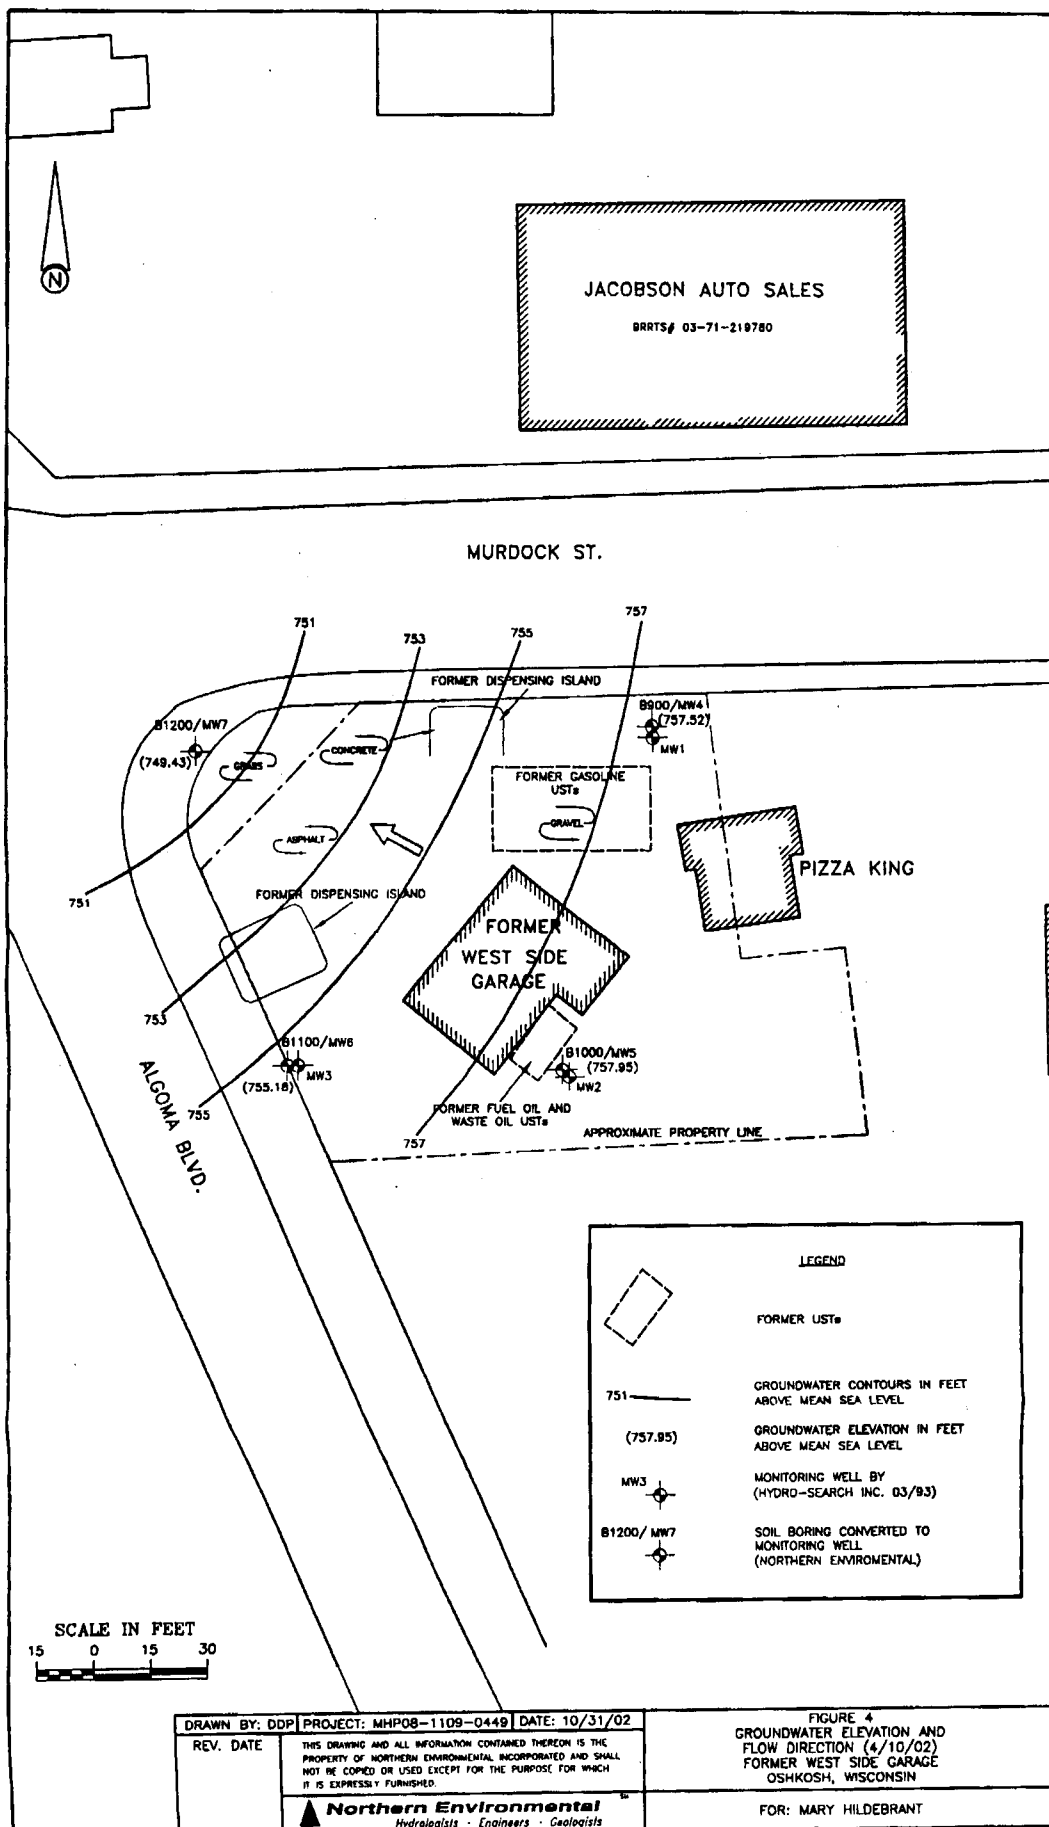 N
JACOBSON AUTO SALES
BRRTS# 03-71-219780
MURDOCK ST.
751
753
755
757
FORMER DISPENSING ISLAND
B1200/MW7
(749.43)
GRASS
CONCRETE
B900/MW4
(757.52)
MW1
FORMER GASOLINE
USTs
GRAVEL
ASPHALT
PIZZA KING
751
FORMER DISPENSING ISLAND
FORMER
WEST SIDE
GARAGE
753
B1100/MW6
MW3
(755.18)
755
B1000/MW5
(757.95)
MW2
FORMER FUEL OIL AND
WASTE OIL USTs
757
APPROXIMATE PROPERTY LINE
ALGOMA BLVD.
LEGEND
FORMER USTs
751
GROUNDWATER CONTOURS IN FEET
ABOVE MEAN SEA LEVEL
(757.95)
GROUNDWATER ELEVATION IN FEET
ABOVE MEAN SEA LEVEL
MW3
MONITORING WELL BY
(HYDRO-SEARCH INC. 03/93)
B1200/ MW7
SOIL BORING CONVERTED TO
MONITORING WELL
(NORTHERN ENVIROMENTAL)
SCALE IN FEET
15 0 15 30
DRAWN BY: DDP PROJECT: MHP08-1109-0449 DATE: 10/31/02
REV. DATE
THIS DRAWING AND ALL INFORMATION CONTAINED THEREON IS THE
PROPERTY OF NORTHERN ENVIRONMENTAL INCORPORATED AND SHALL
NOT BE COPIED OR USED EXCEPT FOR THE PURPOSE FOR WHICH
IT IS EXPRESSLY FURNISHED.
Northern Environmental
Hydrologists · Engineers · Geologists
FIGURE 4
GROUNDWATER ELEVATION AND
FLOW DIRECTION (4/10/02)
FORMER WEST SIDE GARAGE
OSHKOSH, WISCONSIN
FOR: MARY HILDEBRANT